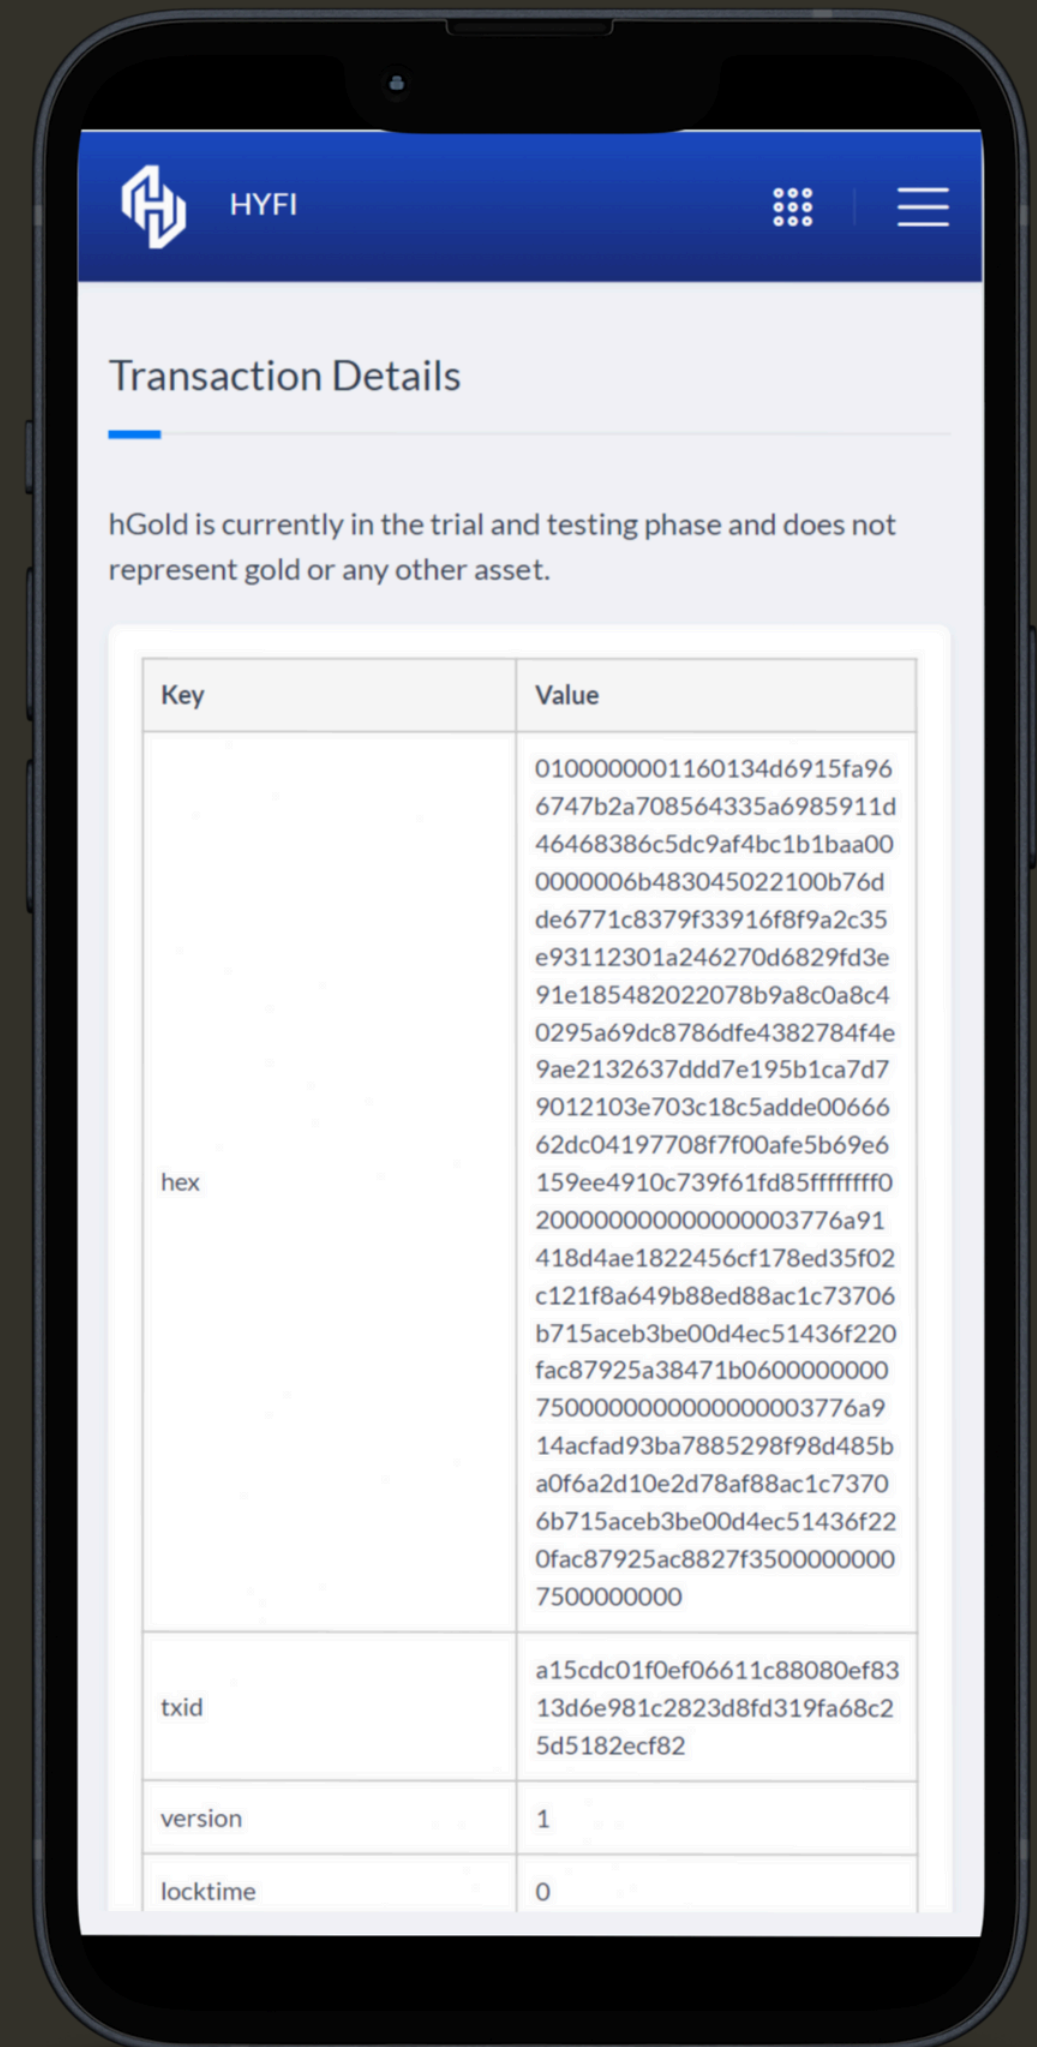 HYFI
Transaction Details
hGold is currently in the trial and testing phase and does not
represent gold or any other asset.
Key Value
0100000001160134d6915fa96
6747b2a708564335a6985911d
46468386c5dc9af4bc1b1baa00
0000006b483045022100b76d
de6771c8379f33916f8f9a2c35
e93112301a246270d6829fd3e
91e185482022078b9a8c0a8c4
0295a69dc8786dfe4382784f4e
9ae2132637ddd7e195b1ca7d7
9012103e703c18c5adde00666
62dc04197708f7f00afe5b69e6
hex 159ee4910c739f61fd85ffffffff0
200000000000000003776a91
418d4ae1822456cf178ed35f02
c121f8a649b88ed88ac1c73706
b715aceb3be00d4ec51436f220
fac87925a38471b0600000000
7500000000000000003776a9
14acfad93ba7885298f98d485b
a0f6a2d10e2d78af88ac1c7370
6b715aceb3be00d4ec51436f22
0fac87925ac8827f3500000000
7500000000
a15cdc01f0ef06611c88080ef83
txid 13d6e981c2823d8fd319fa68c2
5d5182ecf82
version 1
locktime 0